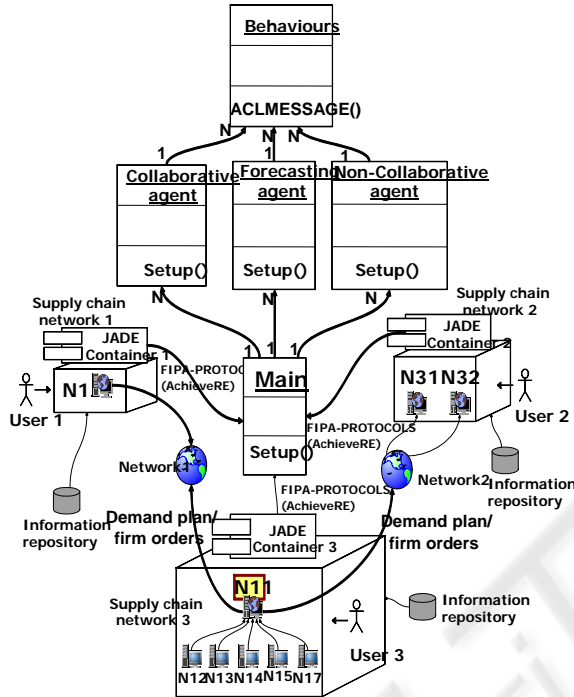 Behaviours
ACLMESSAGE()
N N N
1 1 1
Collaborative
agent
Forecasting
agent
Non-Collaborative
agent
Setup()
Setup()
Setup()
N N N
Supply chain
network 1
JADE
Container 1
Supply chain
network 2
JADE
Container 2
1 1 1
FIPA-PROTOCOLS
(AchieveRE)
Main
Setup()
FIPA-PROTOCOLS
(AchieveRE)
N1
User 1
N31 N32
User 2
Network1
Network2
FIPA-PROTOCOLS
(AchieveRE)
Information
repository
Information
repository
Demand plan/
firm orders
Demand plan/
firm orders
JADE
Container 3
N11
Supply chain
network 3
User 3
Information
repository
N12 N13 N14 N15 N17